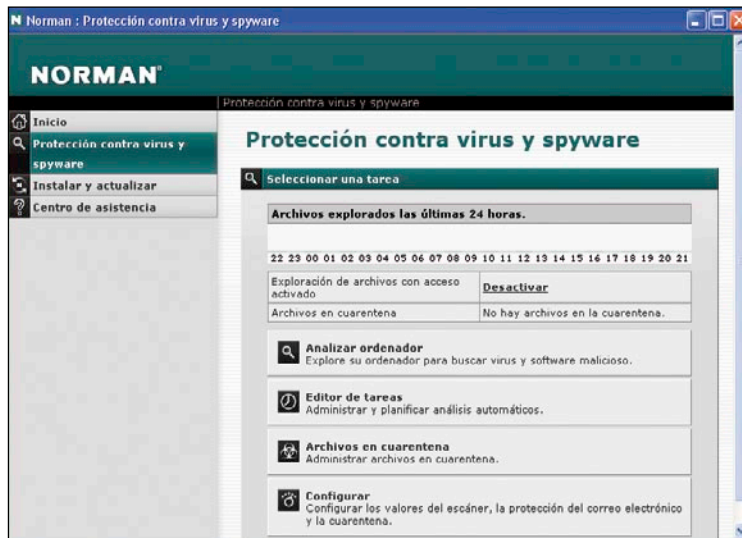 Norman : Protección contra virus y spyware
NORMAN®
Protección contra virus y spyware
Inicio
Protección contra virus y
spyware
Instalar y actualizar
Centro de asistencia
Protección contra virus y spyware
Seleccionar una tarea
Archivos explorados las últimas 24 horas.
22 23 00 01 02 03 04 05 06 07 08 09 10 11 12 13 14 15 16 17 18 19 20 21
Exploración de archivos con acceso
activado
Desactivar
Archivos en cuarentena
No hay archivos en la cuarentena.
Analizar ordenador
Explore su ordenador para buscar virus y software malicioso.
Editor de tareas
Administrar y planificar análisis automáticos.
Archivos en cuarentena
Administrar archivos en cuarentena.
Configurar
Configurar los valores del escáner, la protección del correo electrónico
y la cuarentena.